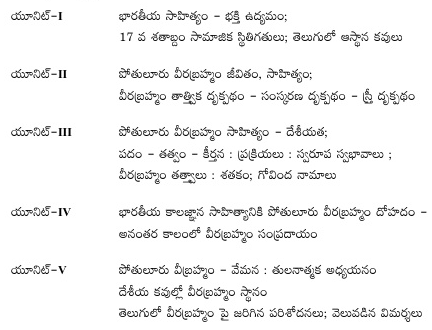 యూనిట్-I భారతీయ సాహిత్యం - భక్తి ఉద్యమం;
17 వ శతాబ్దం సామాజిక స్థితిగతులు; తెలుగులో ఆస్థాన కవులు
యూనిట్-II పోతులూరు వీరబ్రహ్మం జీవితం, సాహిత్యం;
వీరబ్రహ్మం తాత్త్విక దృక్పథం - సంస్కరణ దృక్పథం - స్త్రీ దృక్పథం
యూనిట్-III పోతులూరు వీరబ్రహ్మం సాహిత్యం - దేశీయత;
పదం - తత్వం - కీర్తన : ప్రక్రియలు : స్వరూప స్వభావాలు ;
వీరబ్రహ్మం తత్త్వాలు : శతకం; గోవింద నామాలు
యూనిట్-IV భారతీయ కాలజ్ఞాన సాహిత్యానికి పోతులూరు వీరబ్రహ్మం దోహదం -
అనంతర కాలంలో వీరబ్రహ్మం సంప్రదాయం
యూనిట్-V పోతులూరు వీబ్రహ్మం - వేమన : తులనాత్మక అధ్యయనం
దేశీయ కవుల్లో వీరబ్రహ్మం స్థానం
తెలుగులో వీరబ్రహ్మం పై జరిగిన పరిశోదనలు; వెలువడిన విమర్శలు